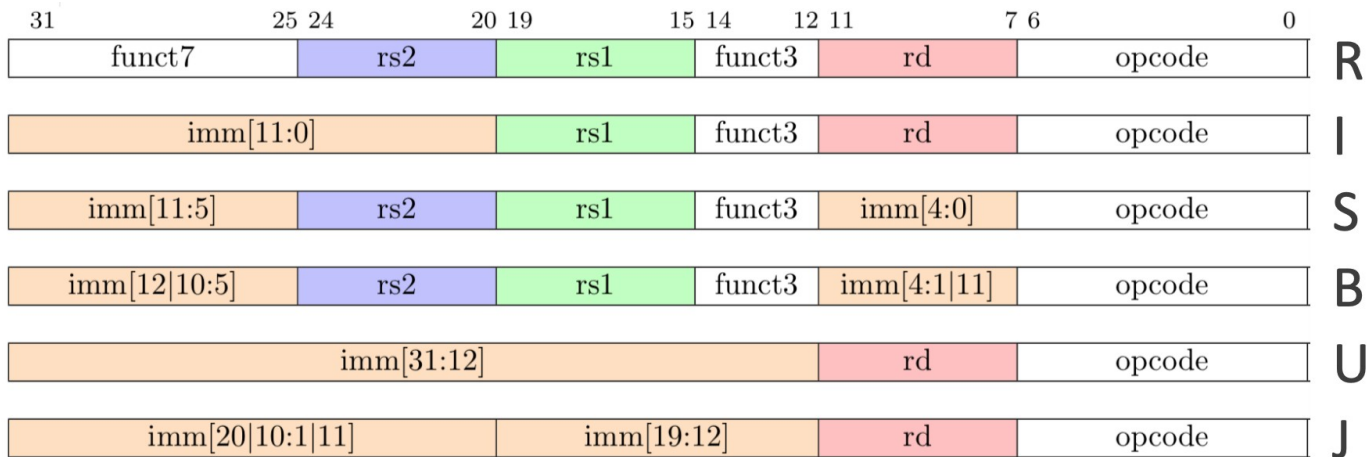 31 25 24 20 19 15 14 12 11 7 6 0
funct7 rs2 rs1 funct3 rd opcode R
imm[11:0] rs1 funct3 rd opcode I
imm[11:5] rs2 rs1 funct3 imm[4:0] opcode S
imm[12|10:5] rs2 rs1 funct3 imm[4:1|11] opcode B
imm[31:12] rd opcode U
imm[20|10:1|11] imm[19:12] rd opcode J